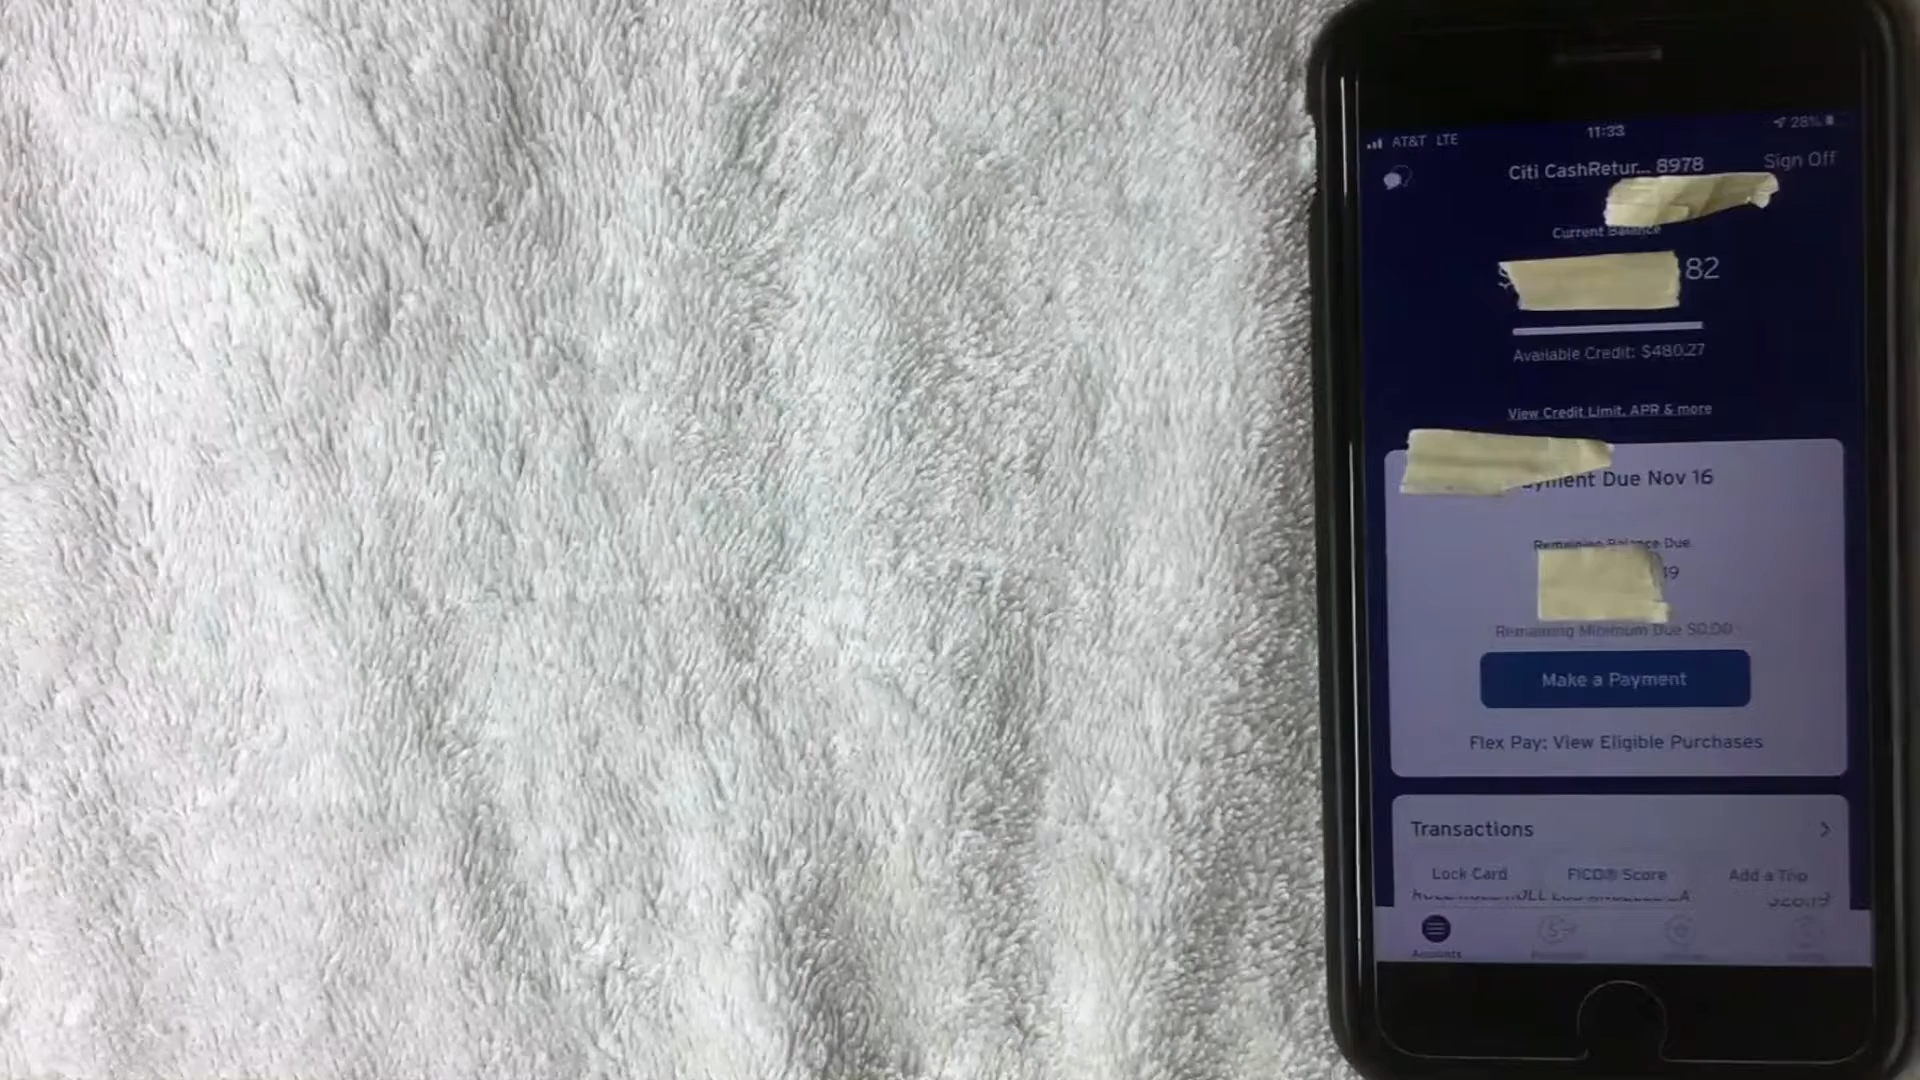 AT&T LTE
11:33
28%
Citi CashRetur... 8978
Sign Off
Current Balance
82
Available Credit: $480.27
View Credit Limit, APR & more
ayment Due Nov 16
Remaining Balance Due
19
Remaining Minimum Due $0.00
Make a Payment
Flex Pay: View Eligible Purchases
Transactions
Lock Card
FICO® Score
Add a Trip
Accounts